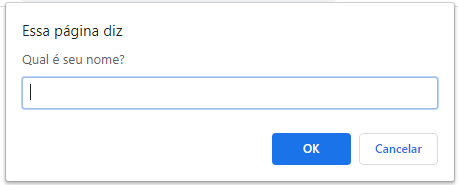 Essa página diz
Qual é seu nome?
OK
Cancelar